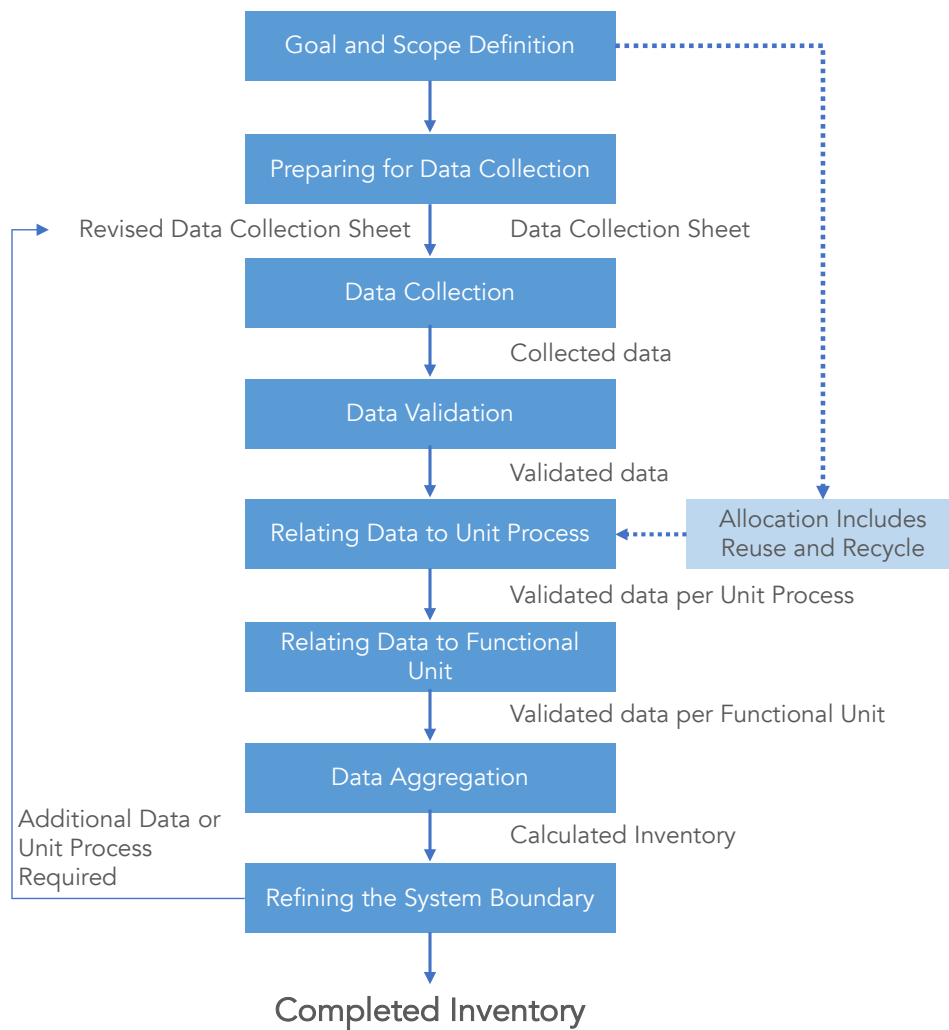 Goal and Scope Definition
Preparing for Data Collection
Revised Data Collection Sheet
Data Collection Sheet
Data Collection
Collected data
Data Validation
Validated data
Relating Data to Unit Process
Allocation Includes
Reuse and Recycle
Validated data per Unit Process
Relating Data to Functional
Unit
Validated data per Functional Unit
Data Aggregation
Additional Data or
Unit Process
Required
Calculated Inventory
Refining the System Boundary
Completed Inventory